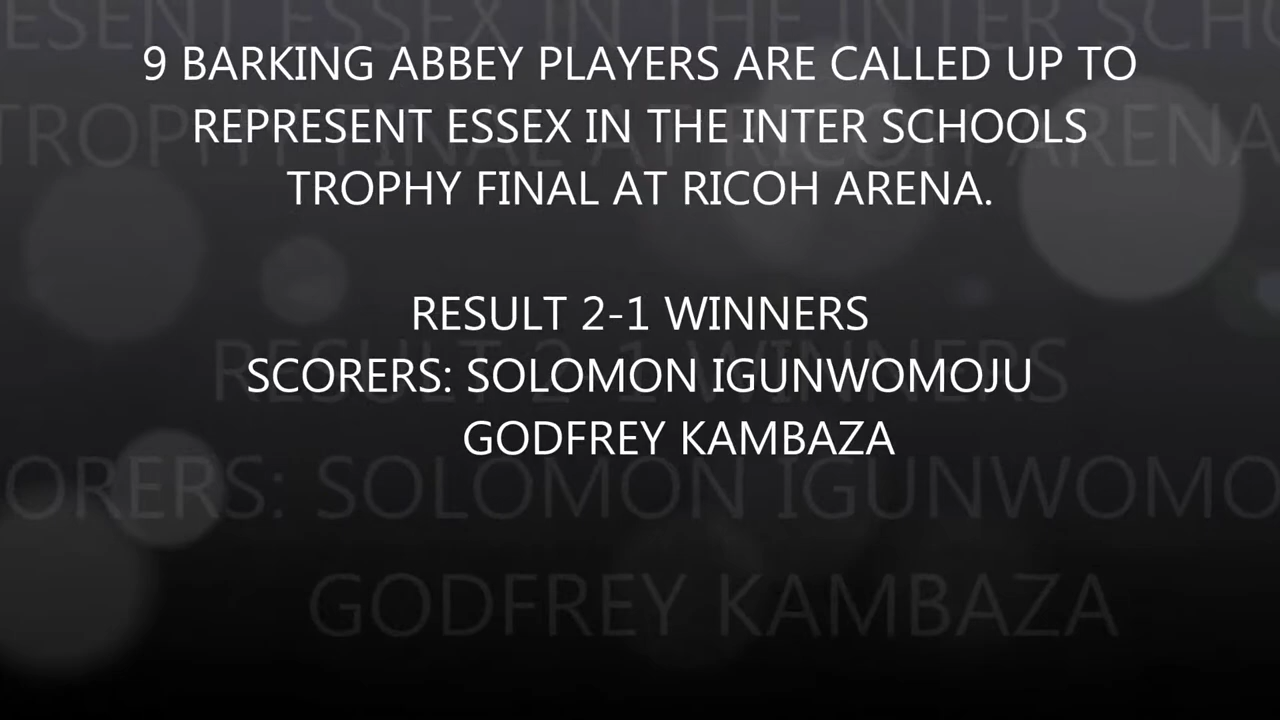 9 BARKING ABBEY PLAYERS ARE CALLED UP TO
REPRESENT ESSEX IN THE INTER SCHOOLS
TROPHY FINAL AT RICOH ARENA.
RESULT 2-1 WINNERS
SCORERS: SOLOMON IGUNWOMOJU
GODFREY KAMBAZA